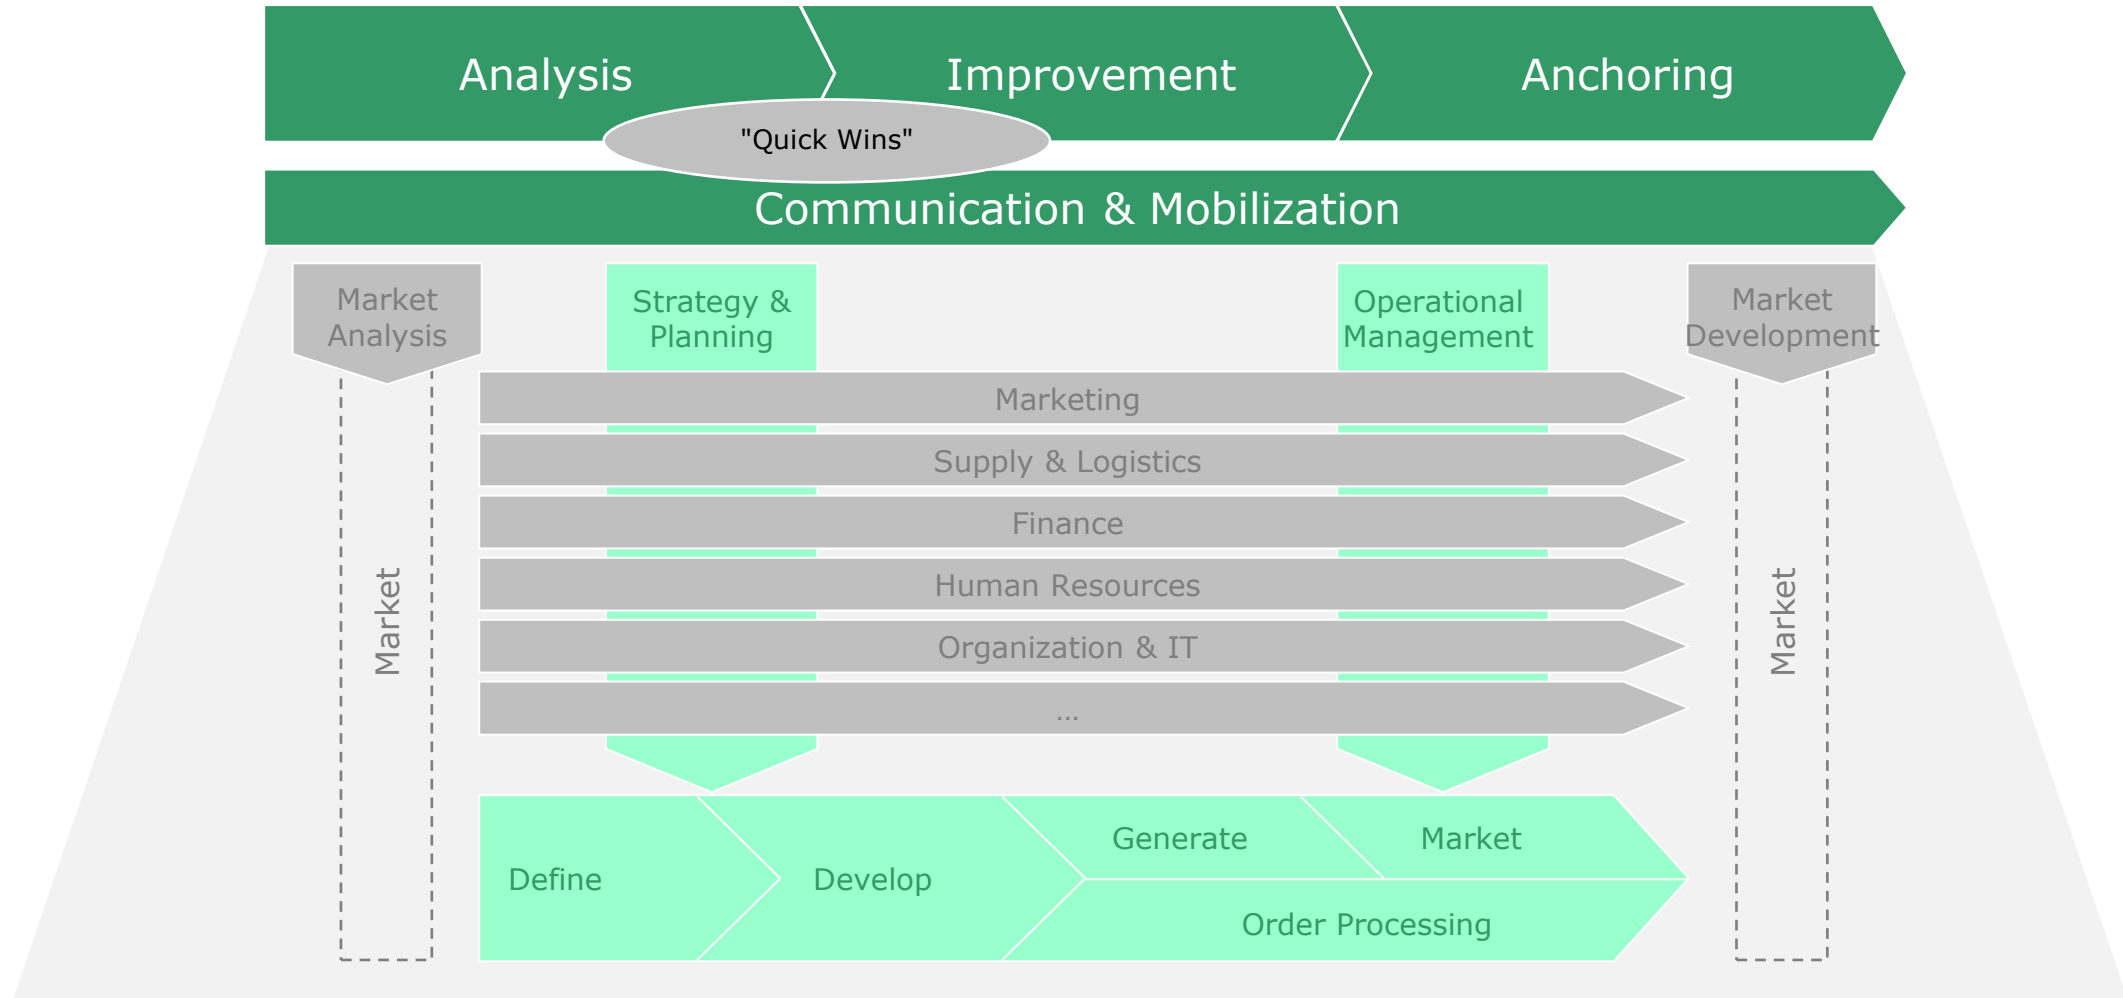 Analysis
Improvement
Anchoring
"Quick Wins"
Communication & Mobilization
Market
Analysis
Strategy &
Planning
Operational
Management
Market
Development
Marketing
Supply & Logistics
Finance
Human Resources
Organization & IT
...
Market
Market
Define
Develop
Generate
Market
Order Processing